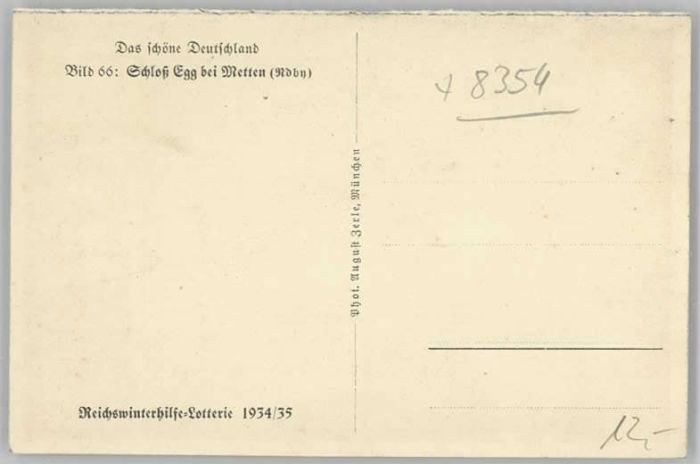 Das schöne Deutschland
Bild 66: Schloß Egg bei Metten (Ndby)
Phot. August Zerle, München
Reichswinterhilfe-Lotterie 1934/35
+ 8354
12,-